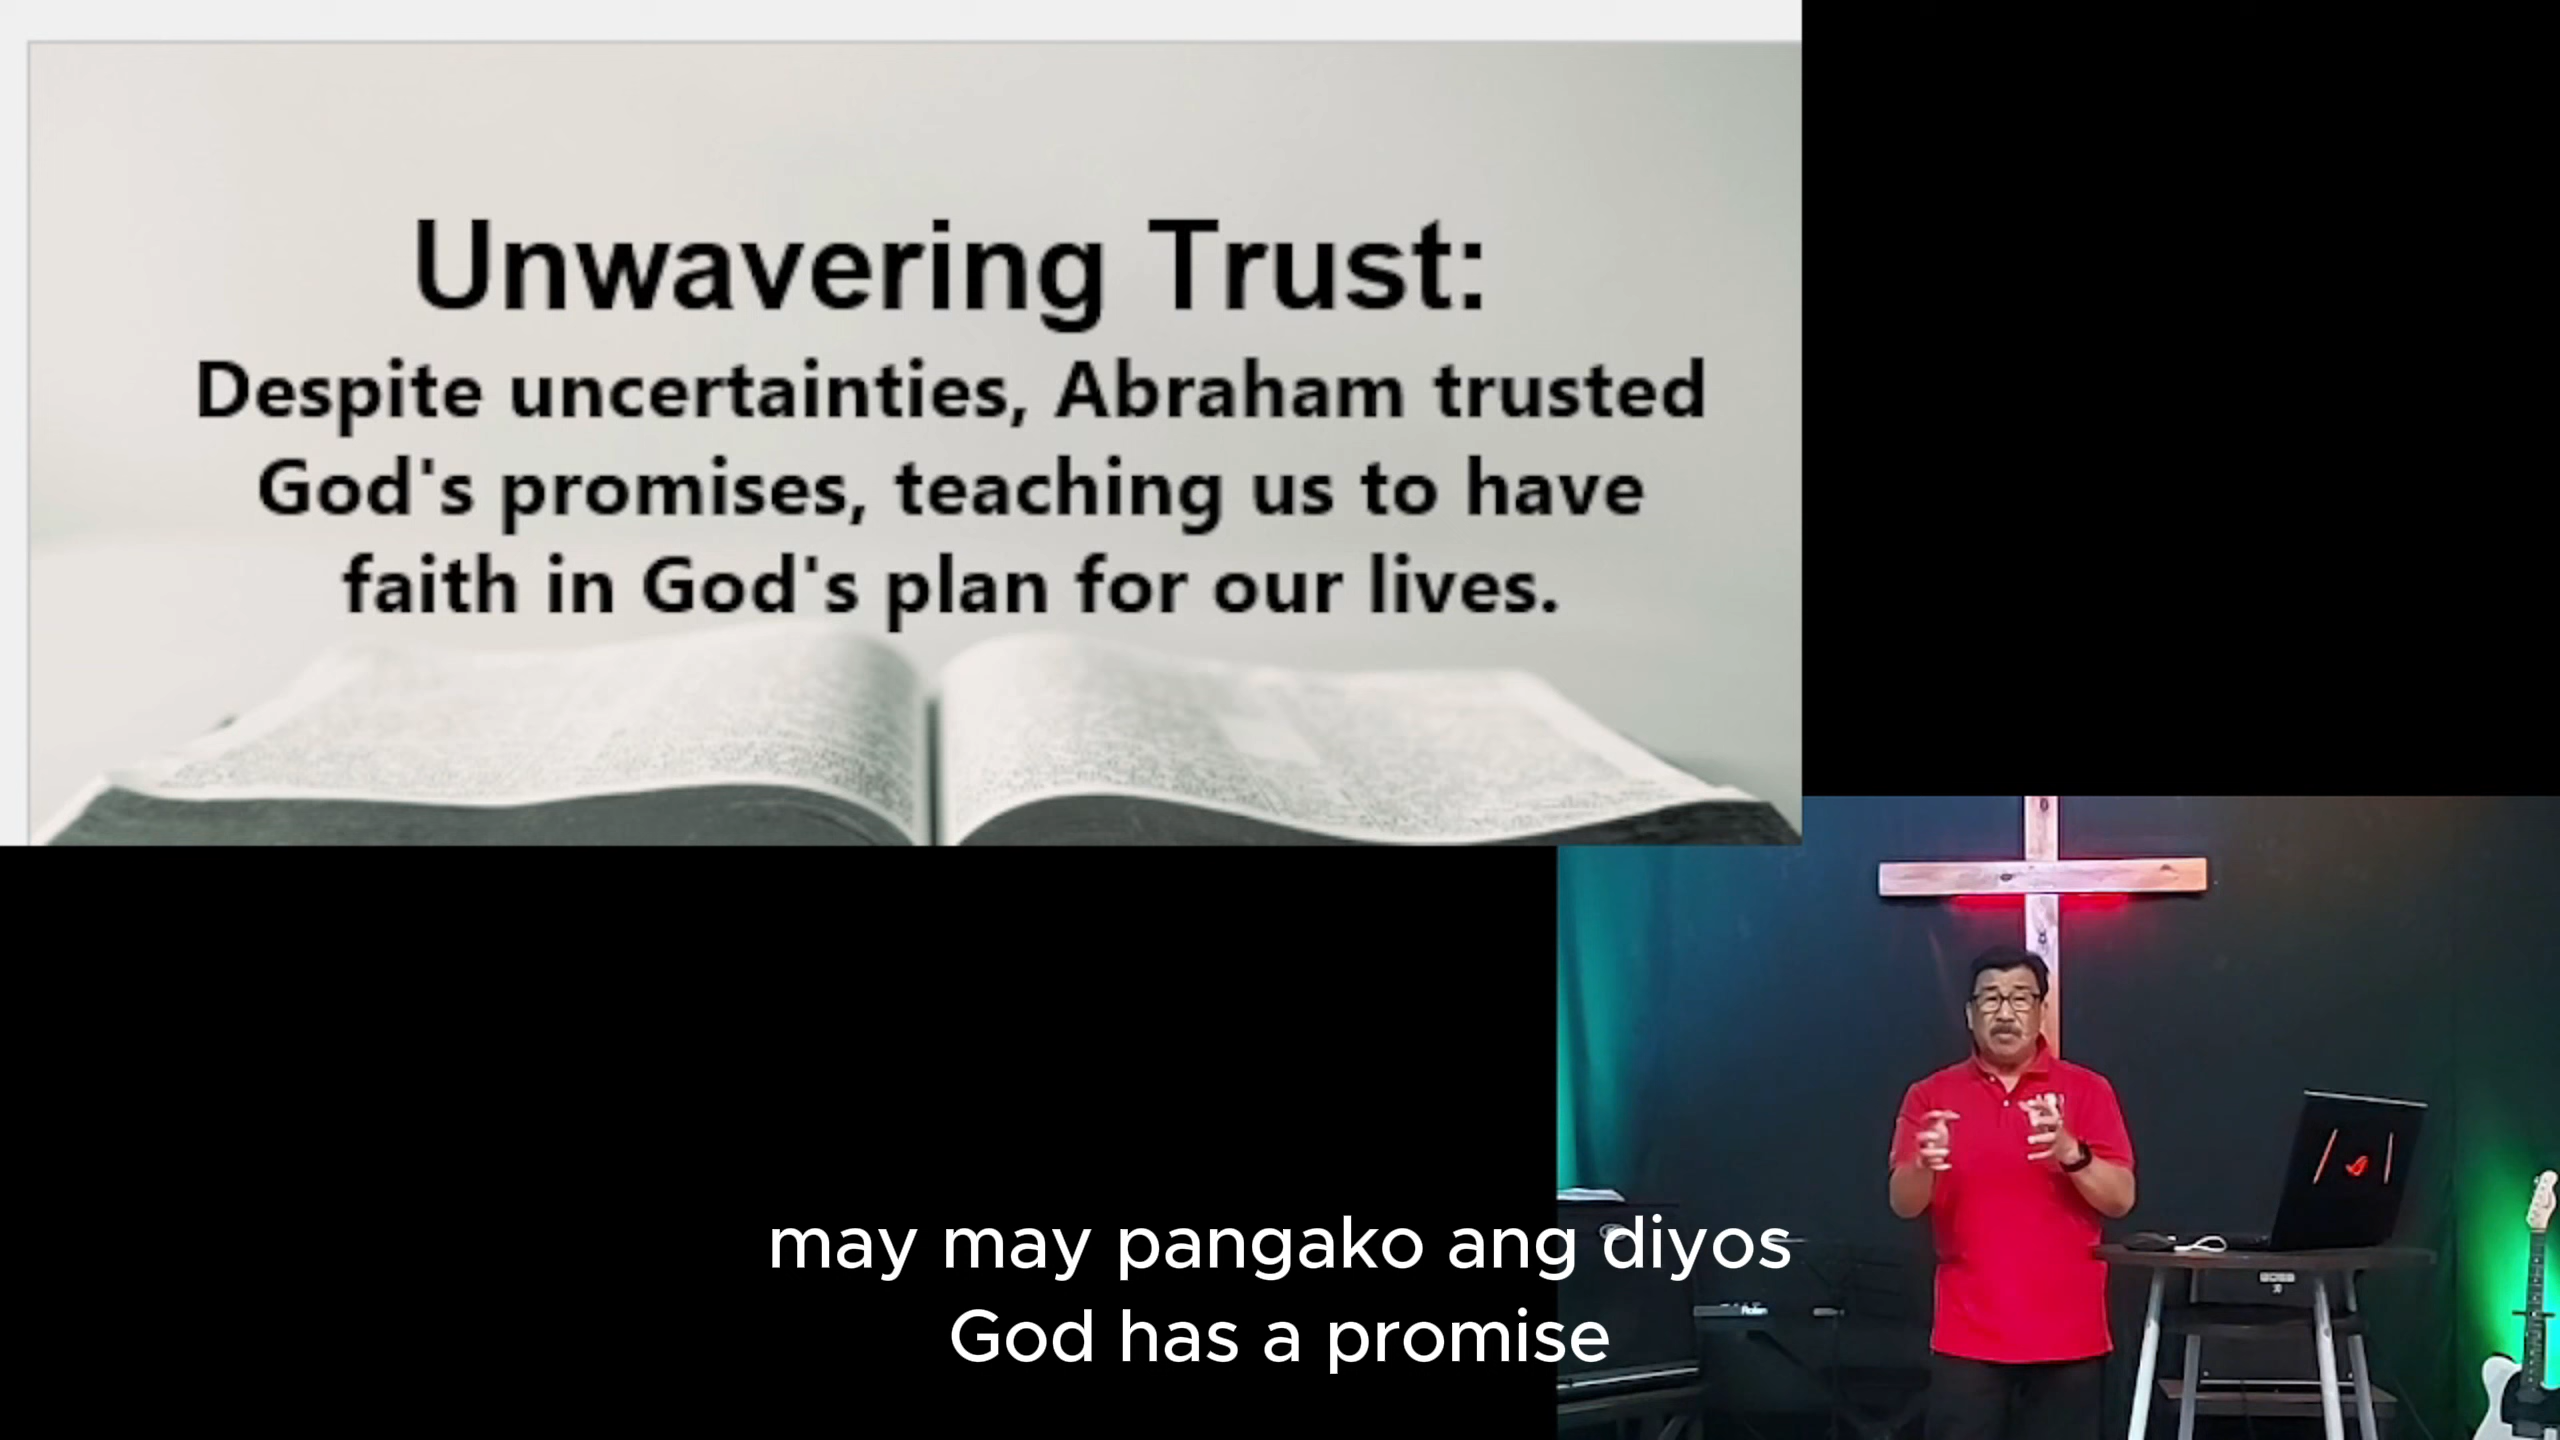 Unwavering Trust:
Despite uncertainties, Abraham trusted
God's promises, teaching us to have
faith in God's plan for our lives.
may may pangako ang diyos
God has a promise